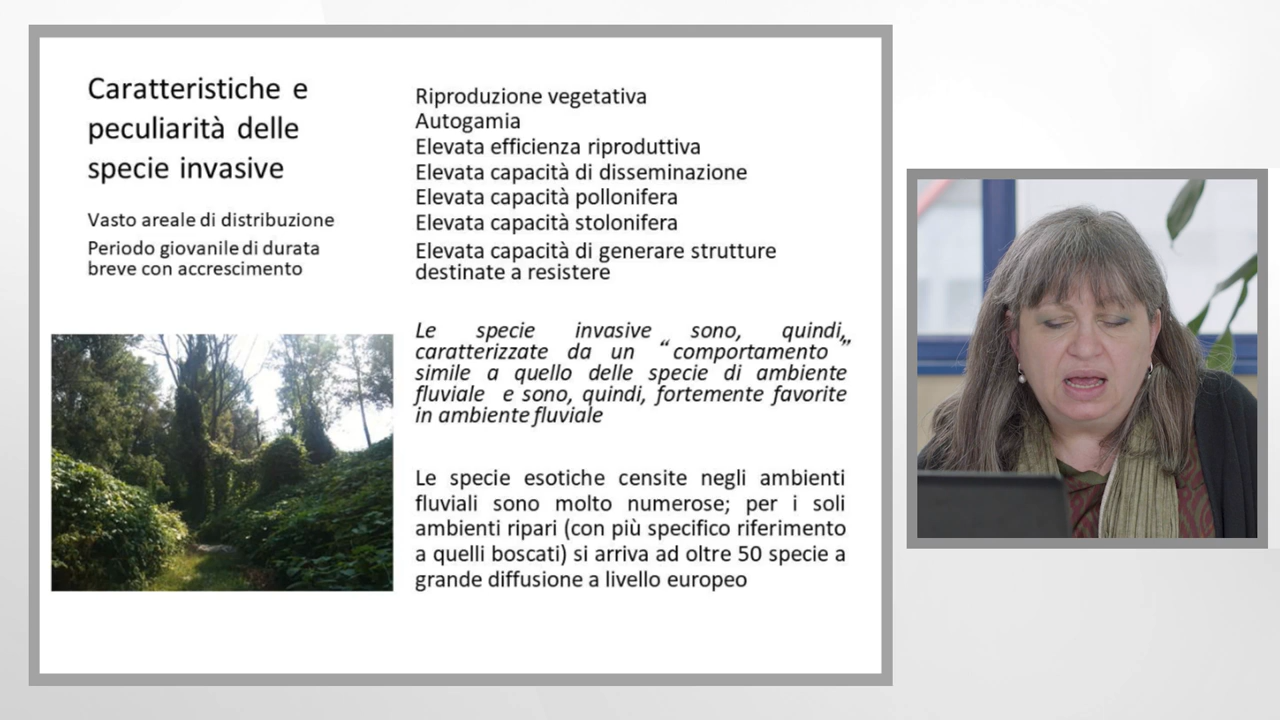 Caratteristiche e
peculiarità delle
specie invasive
Vasto areale di distribuzione
Periodo giovanile di durata
breve con accrescimento
Riproduzione vegetativa
Autogamia
Elevata efficienza riproduttiva
Elevata capacità di disseminazione
Elevata capacità pollonifera
Elevata capacità stolonifera
Elevata capacità di generare strutture
destinate a resistere
Le specie invasive sono, quindi,
caratterizzate da un “comportamento”
simile a quello delle specie di ambiente
fluviale e sono, quindi, fortemente favorite
in ambiente fluviale
Le specie esotiche censite negli ambienti
fluviali sono molto numerose; per i soli
ambienti ripari (con più specifico riferimento
a quelli boscati) si arriva ad oltre 50 specie a
grande diffusione a livello europeo